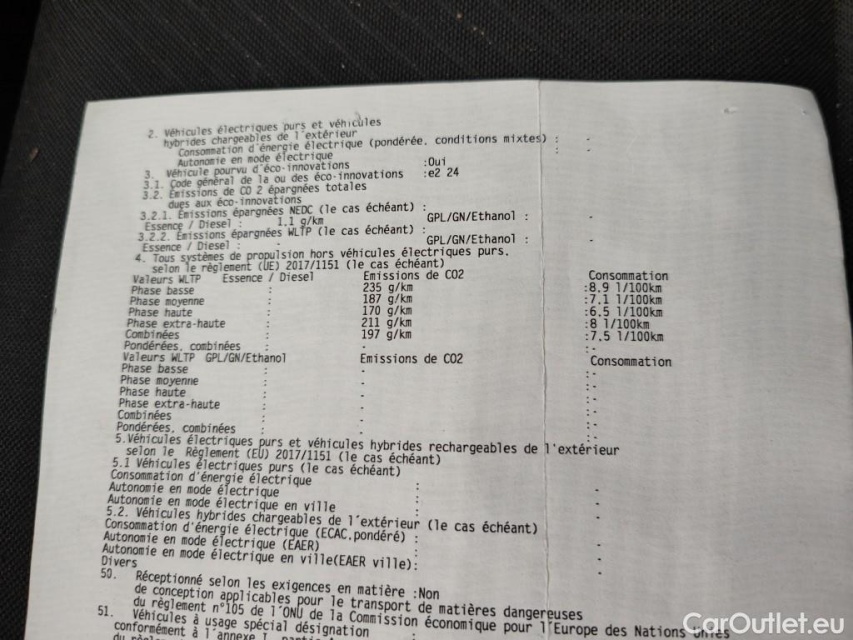 2. Véhicules électriques purs et véhicules
hybrides chargeables de l'extérieur
Consommation d'énergie électrique (pondérée, conditions mixtes) : -
Autonomie en mode électrique : -
3. Véhicule pourvu d'éco-innovations :Oui
3.1. Code général de la ou des éco-innovations :e2 24
3.2. Emissions de CO 2 épargnées totales
dues aux éco-innovations
3.2.1. Emissions épargnées NEDC (le cas échéant) :
Essence / Diesel : 1.1 g/km GPL/GN/Ethanol : -
3.2.2. Emissions épargnées WLTP (le cas échéant) :
Essence / Diesel : - GPL/GN/Ethanol : -
4. Tous systèmes de propulsion hors véhicules électriques purs,
selon le règlement (UE) 2017/1151 (le cas échéant)
Valeurs WLTP Essence / Diesel Emissions de CO2 Consommation
Phase basse : 235 g/km :8,9 l/100km
Phase moyenne : 187 g/km :7,1 l/100km
Phase haute : 170 g/km :6,5 l/100km
Phase extra-haute : 211 g/km :8 l/100km
Combinées : 197 g/km :7,5 l/100km
Pondérées, combinées : - :-
Valeurs WLTP GPL/GN/Ethanol Emissions de CO2 Consommation
Phase basse : - :-
Phase moyenne : - :-
Phase haute : - :-
Phase extra-haute : - :-
Combinées : - :-
Pondérées, combinées : - :-
5.Véhicules électriques purs et véhicules hybrides rechargeables de l'extérieur
selon le Réglement (EU) 2017/1151 (le cas échéant)
5.1 Véhicules électriques purs (le cas échéant)
Consommation d'énergie électrique : -
Autonomie en mode électrique : -
Autonomie en mode électrique en ville : -
5.2. Véhicules hybrides chargeables de l'extérieur (le cas échéant)
Consommation d'énergie électrique (ECAC,pondéré) : -
Autonomie en mode électrique (EAER) : -
Autonomie en mode électrique en ville(EAER ville): -
Divers
50. Réceptionné selon les exigences en matière :Non
de conception applicables pour le transport de matières dangereuses
du règlement n°105 de l'ONU de la Commission économique pour l'Europe des Nations Unies
51. Véhicules à usage spécial désignation :
conformément à l'annexe I, partie
CarOutlet.eu